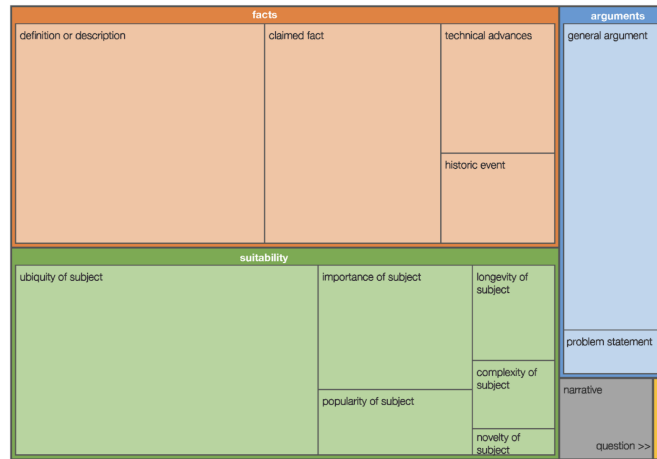 facts
arguments
definition or description
claimed fact
technical advances
general argument
historic event
suitability
ubiquity of subject
importance of subject
longevity of
subject
problem statement
complexity of
subject
narrative
popularity of subject
novelty of
subject
question >>